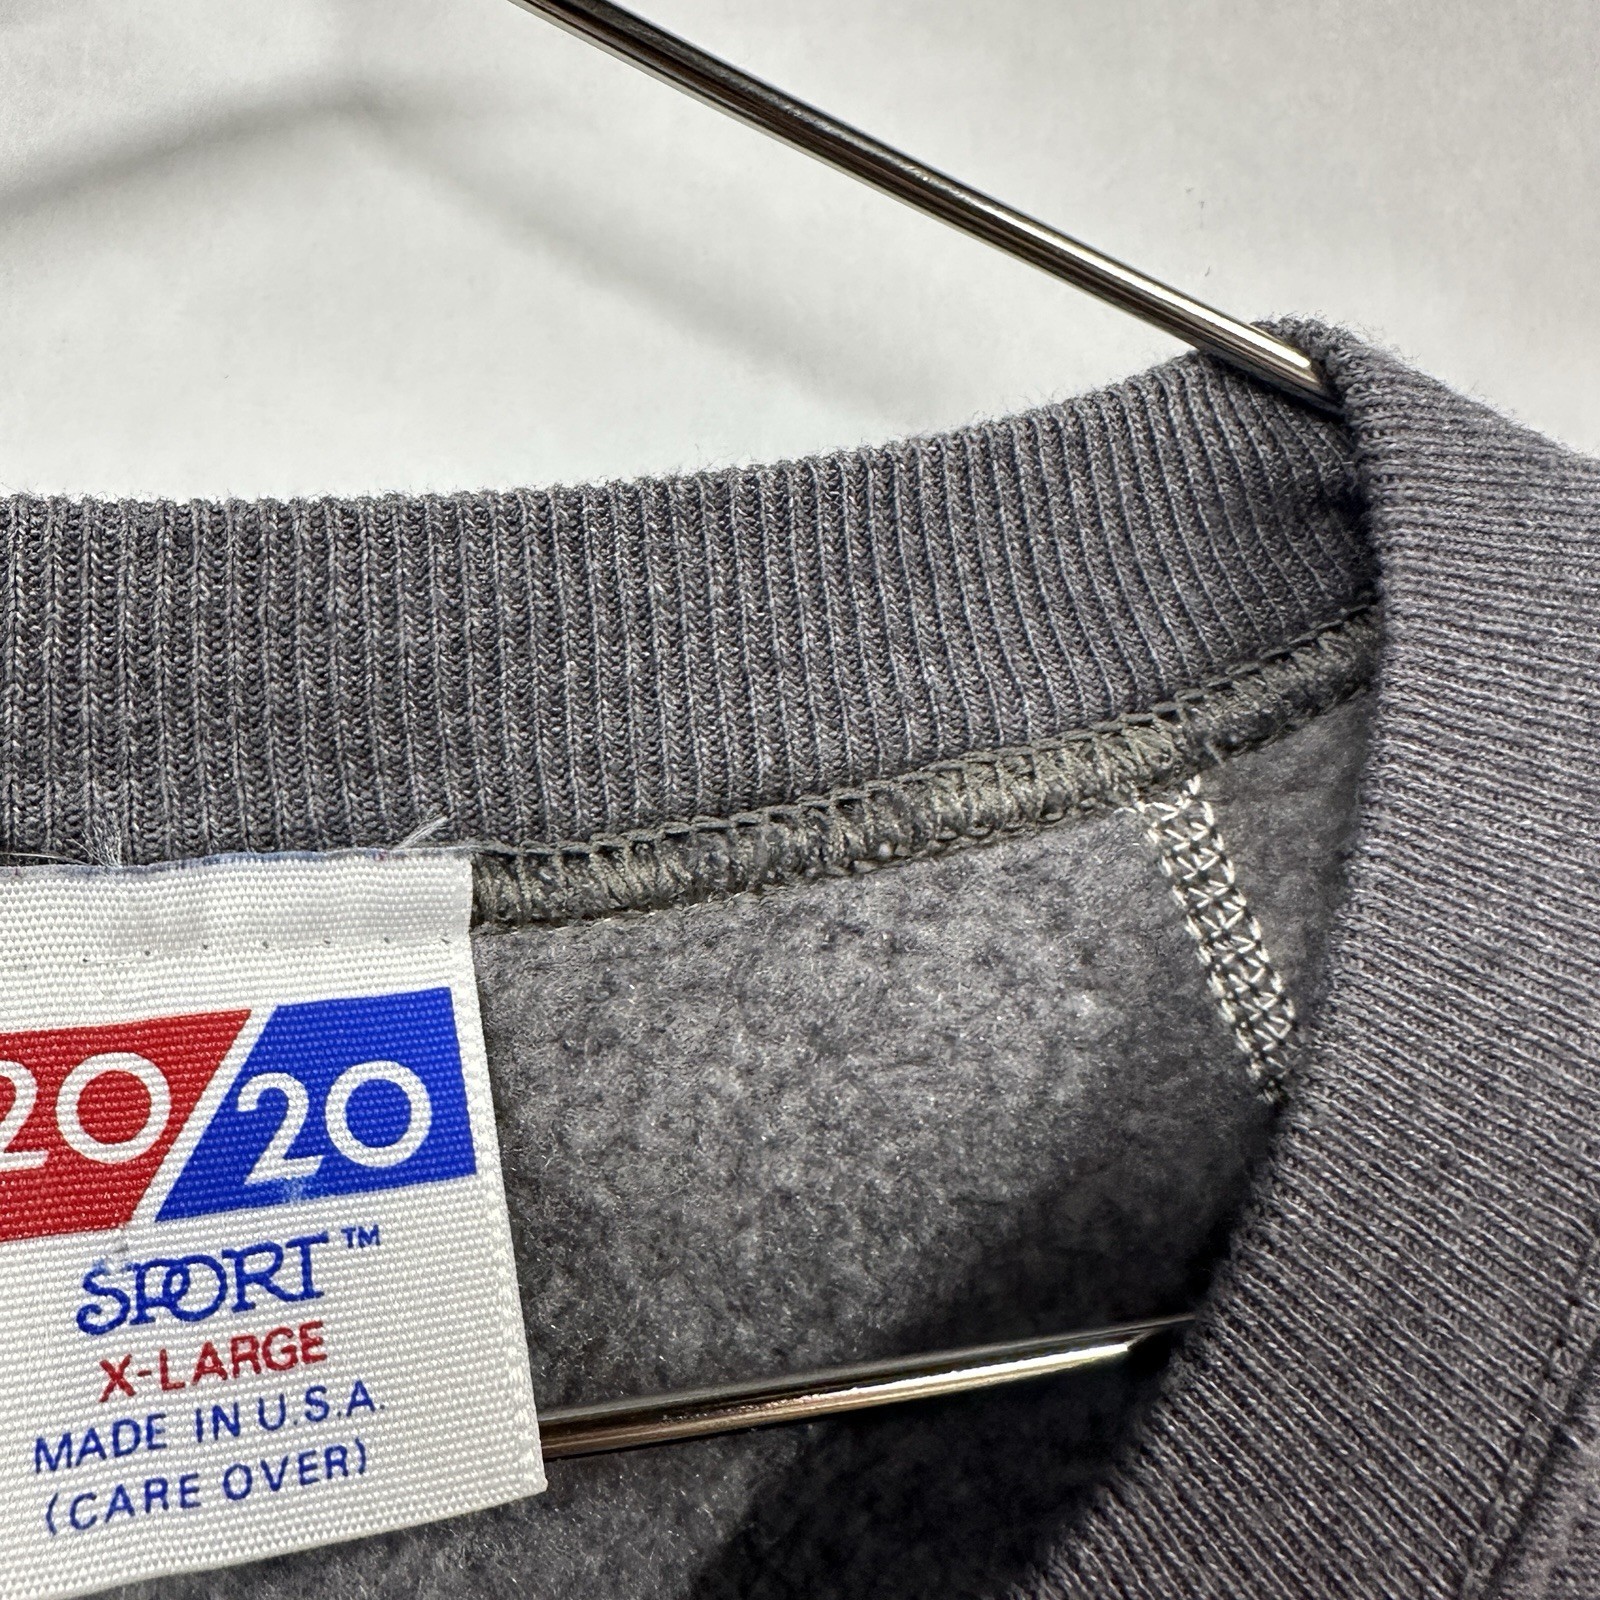 20/20
SPORT™
X-LARGE
MADE IN U.S.A.
(CARE OVER)